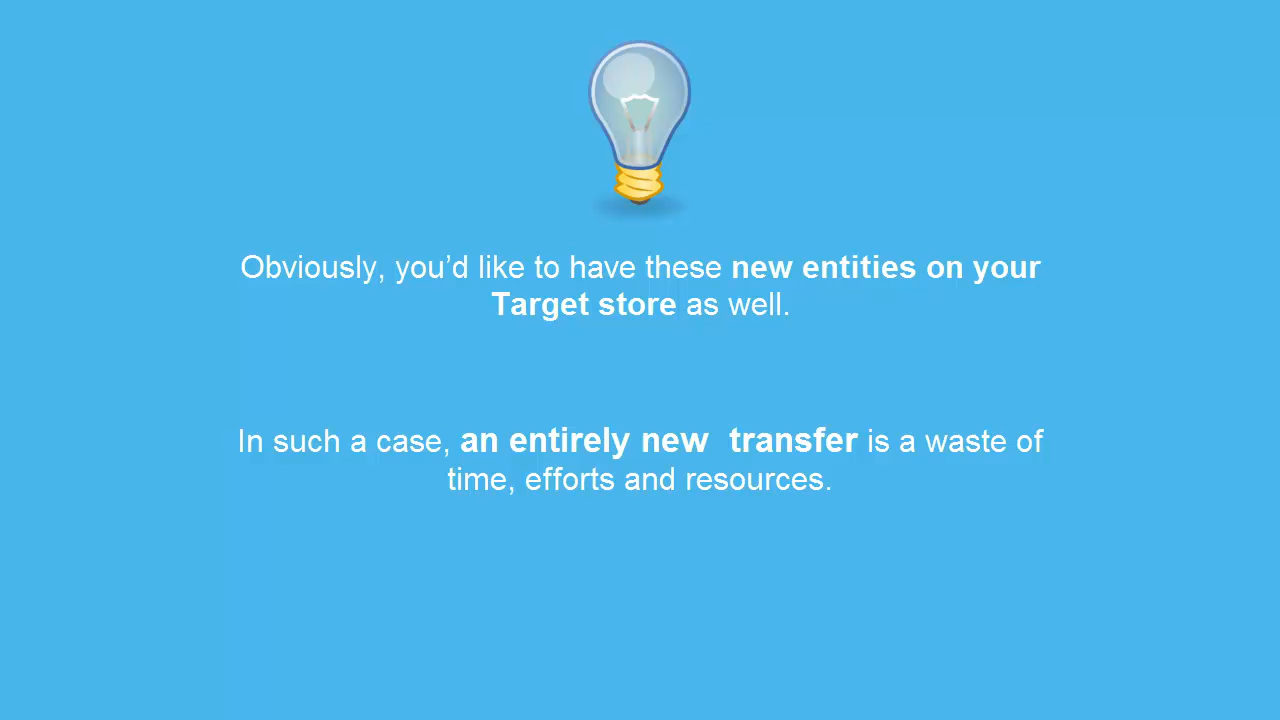 Obviously, you’d like to have these new entities on your
Target store as well.
In such a case, an entirely new  transfer is a waste of
time, efforts and resources.